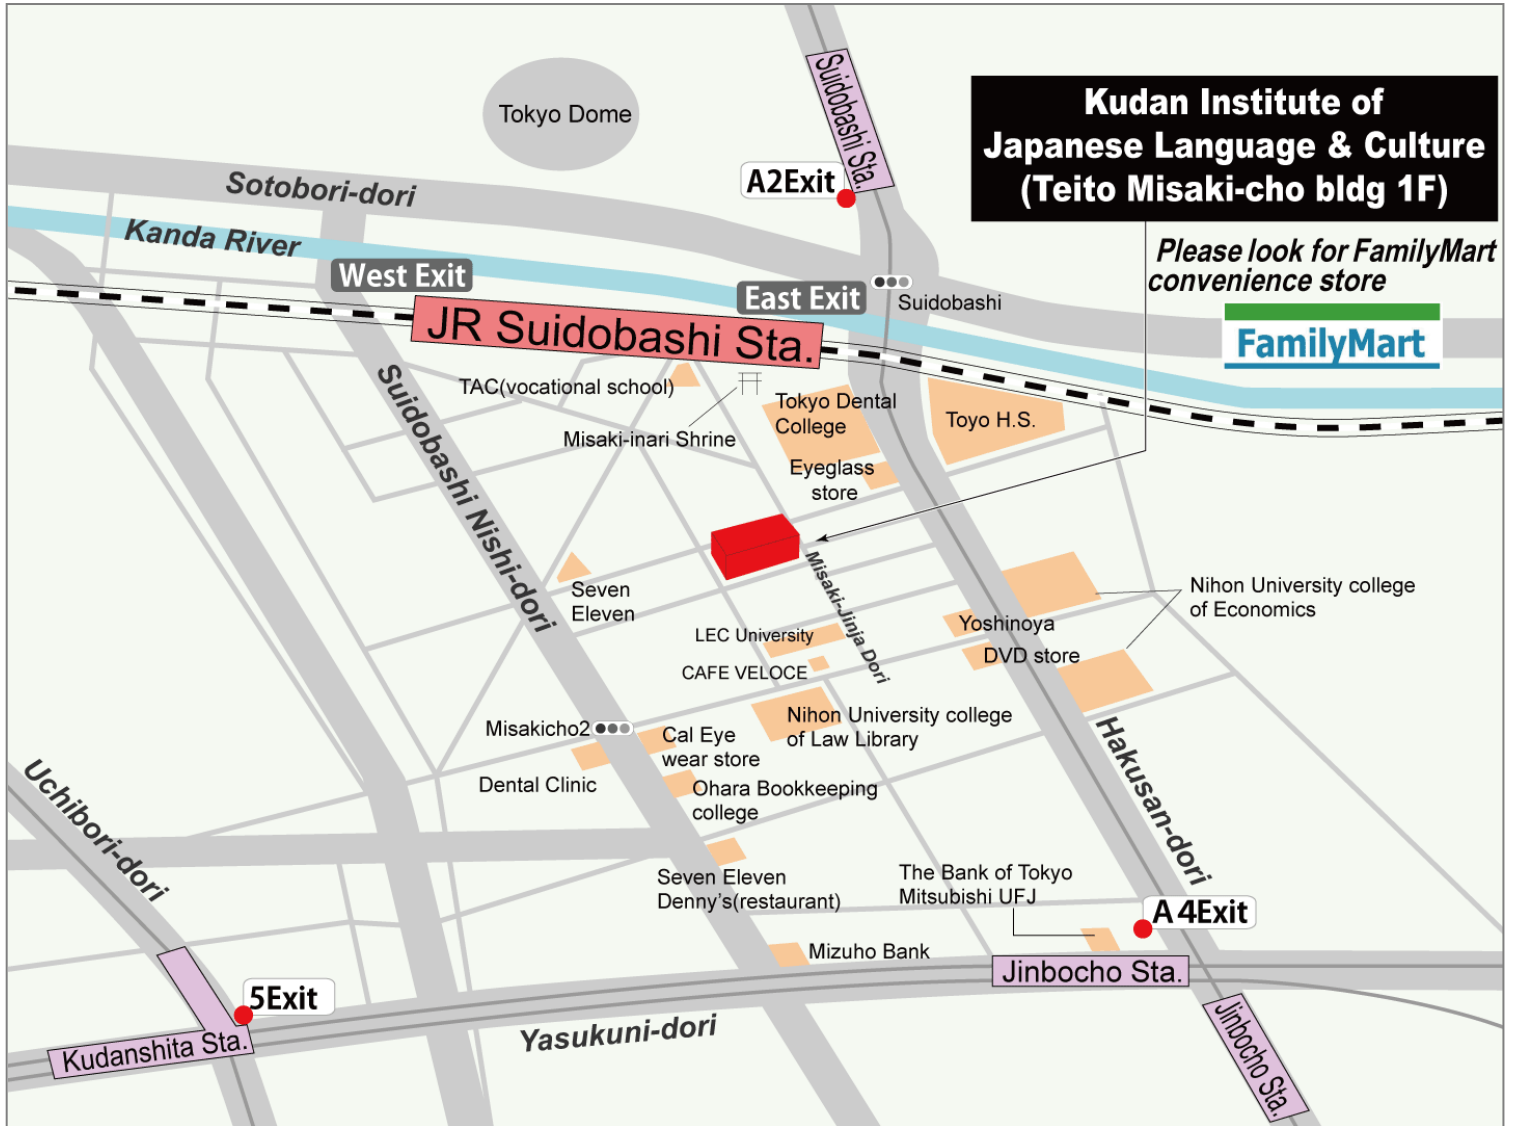 Tokyo Dome
Suidobashi Sta.
Kudan Institute of
Japanese Language & Culture
(Teito Misaki-cho bldg 1F)
A2Exit
Sotobori-dori
Kanda River
Please look for FamilyMart
convenience store
West Exit
East Exit
Suidobashi
FamilyMart
JR Suidobashi Sta.
TAC(vocational school)
Misaki-inari Shrine
Tokyo Dental
College
Toyo H.S.
Eyeglass
store
Suidobashi Nishi-dori
Misaki-Jinja Dori
Seven
Eleven
Nihon University college
of Economics
LEC University
Yoshinoya
CAFE VELOCE
DVD store
Misakicho2
Cal Eye
wear store
Nihon University college
of Law Library
Dental Clinic
Ohara Bookkeeping
college
Hakusan-dori
Uchibori-dori
Seven Eleven
Denny's(restaurant)
The Bank of Tokyo
Mitsubishi UFJ
A4Exit
Mizuho Bank
Jinbocho Sta.
5Exit
Kudanshita Sta.
Yasukuni-dori
Jinbocho Sta.